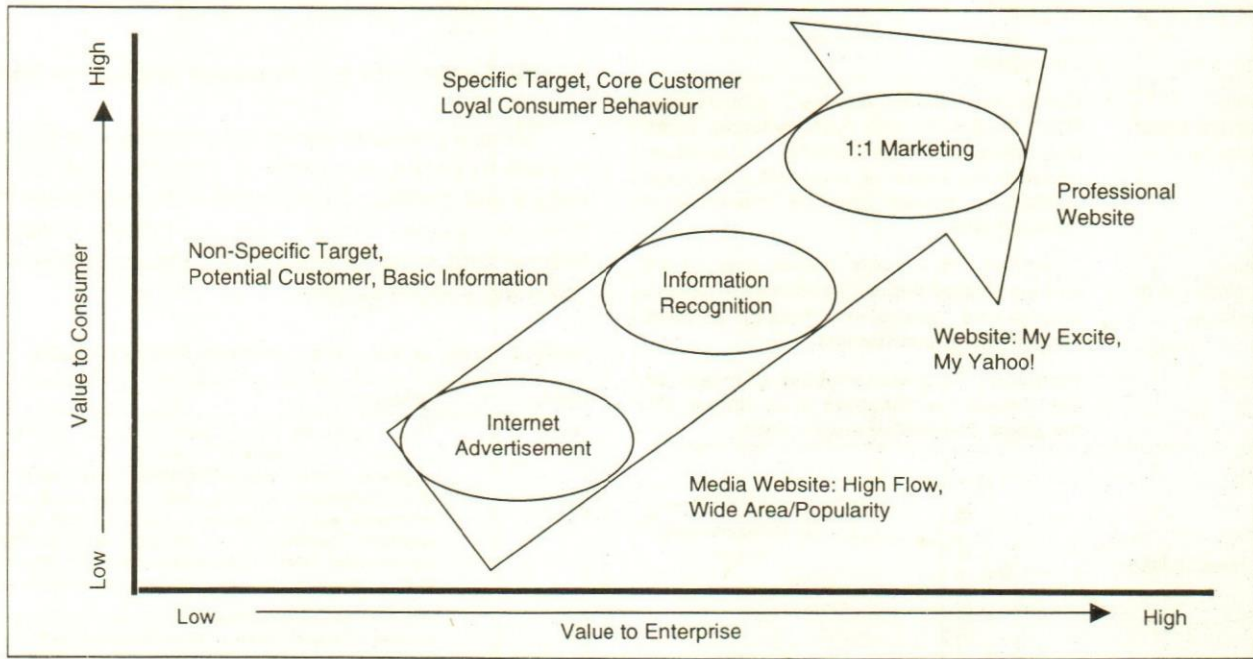 High
Value to Consumer
Low
Specific Target, Core Customer
Loyal Consumer Behaviour
1:1 Marketing
Professional
Website
Non-Specific Target,
Potential Customer, Basic Information
Information
Recognition
Website: My Excite,
My Yahoo!
Internet
Advertisement
Media Website: High Flow,
Wide Area/Popularity
Low
Value to Enterprise
High